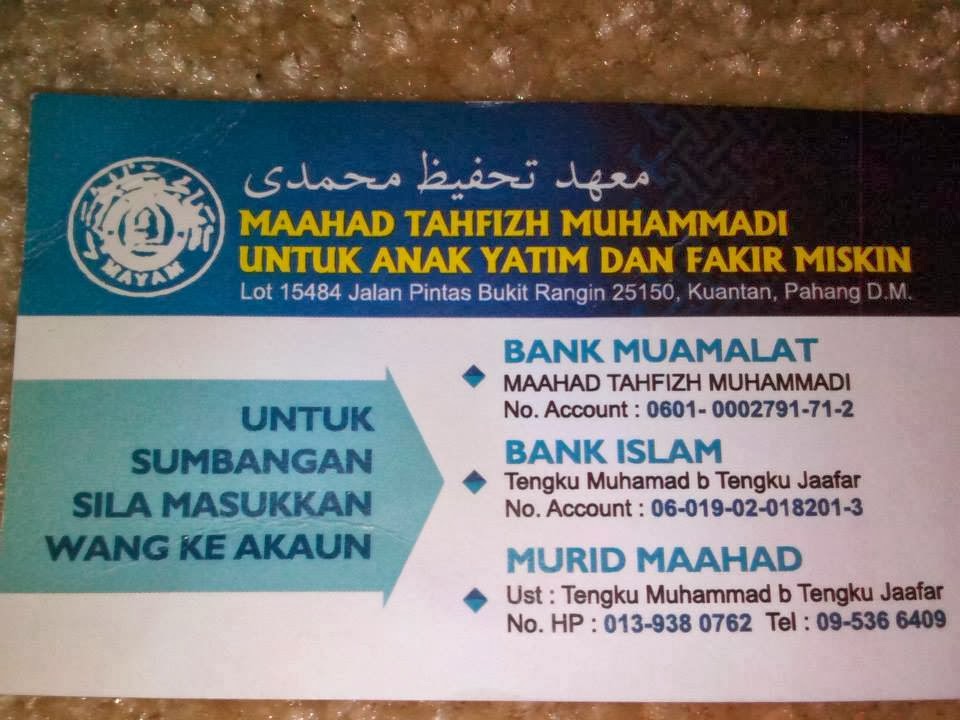 معهد تحفيظ محمدى
MAAHAD TAHFIZH MUHAMMADI
UNTUK ANAK YATIM DAN FAKIR MISKIN
Lot 15484 Jalan Pintas Bukit Rangin 25150, Kuantan, Pahang D.M.
MAYAM
UNTUK
SUMBANGAN
SILA MASUKKAN
WANG KE AKAUN
BANK MUAMALAT
MAAHAD TAHFIZH MUHAMMADI
No. Account : 0601- 0002791-71-2
BANK ISLAM
Tengku Muhamad b Tengku Jaafar
No. Account : 06-019-02-018201-3
MURID MAAHAD
Ust : Tengku Muhammad b Tengku Jaafar
No. HP : 013-938 0762 Tel : 09-536 6409